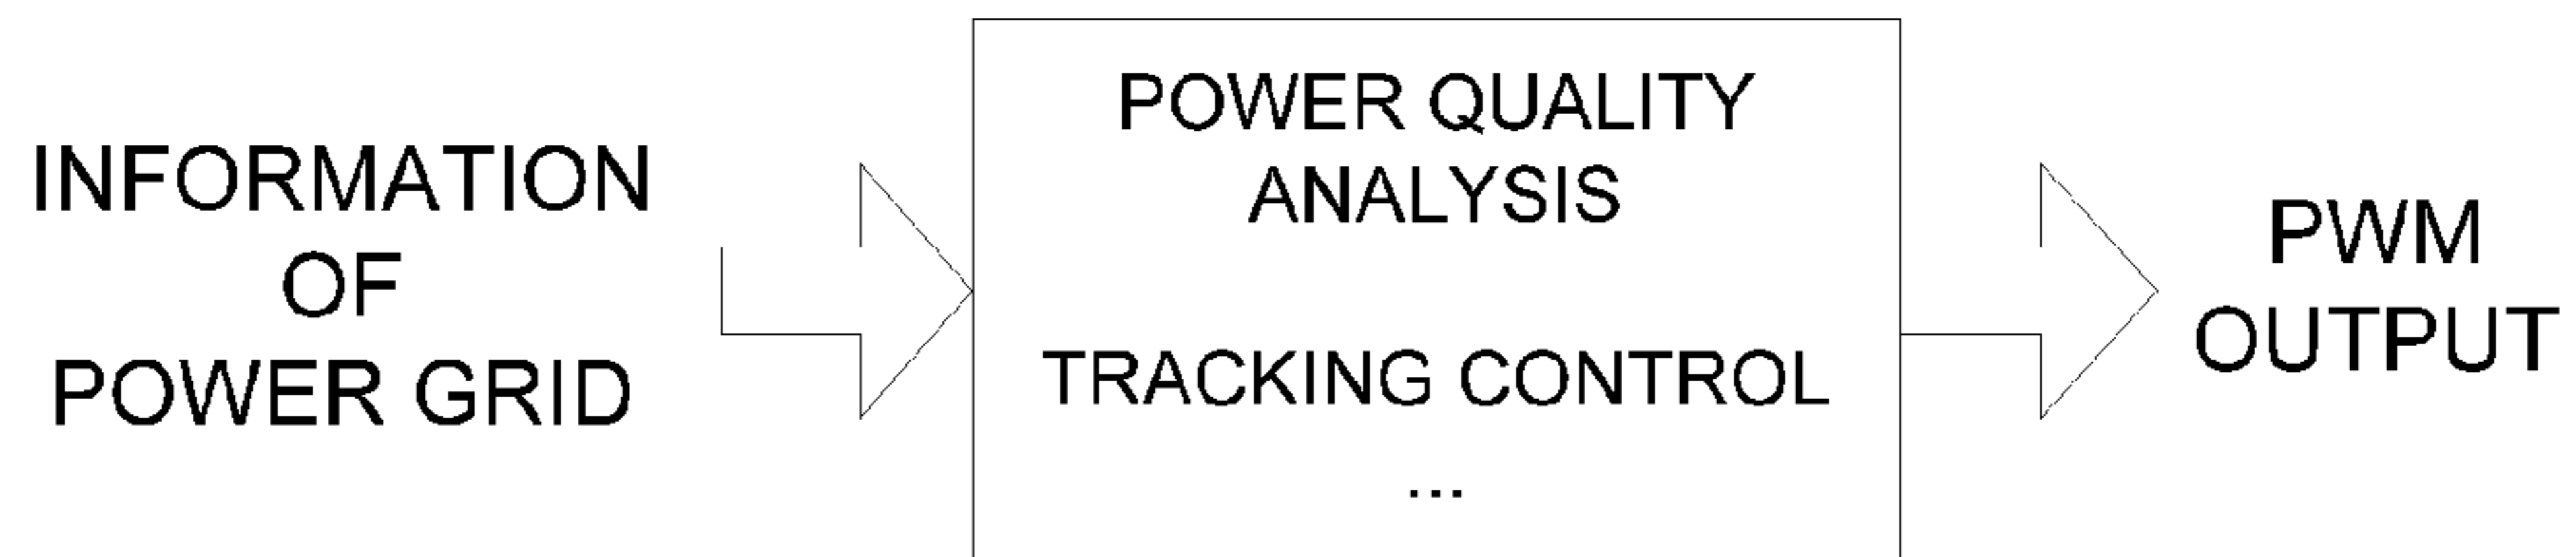 INFORMATION
OF
POWER GRID
POWER QUALITY
ANALYSIS
TRACKING CONTROL
...
PWM
OUTPUT